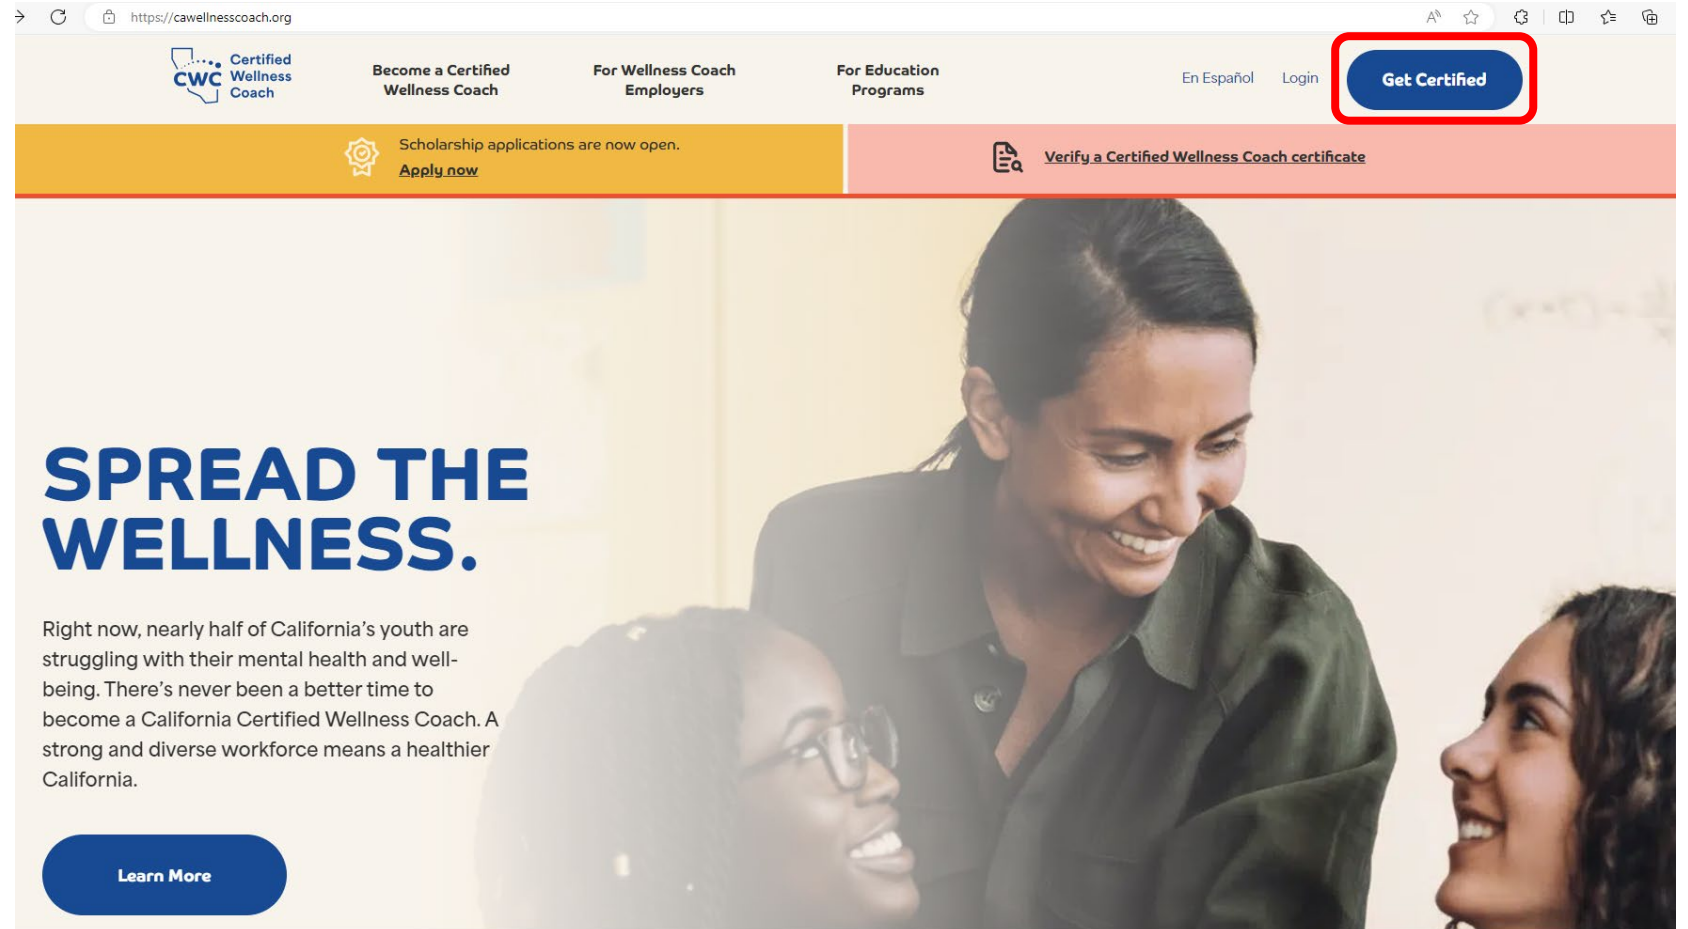 https://cawellnesscoach.org
CWC
Certified
Wellness
Coach
Become a Certified
Wellness Coach
For Wellness Coach
Employers
For Education
Programs
En Español
Login
Get Certified
Scholarship applications are now open.
Apply now
Verify a Certified Wellness Coach certificate
SPREAD THE
WELLNESS.
Right now, nearly half of California’s youth are
struggling with their mental health and well-
being. There’s never been a better time to
become a California Certified Wellness Coach. A
strong and diverse workforce means a healthier
California.
Learn More